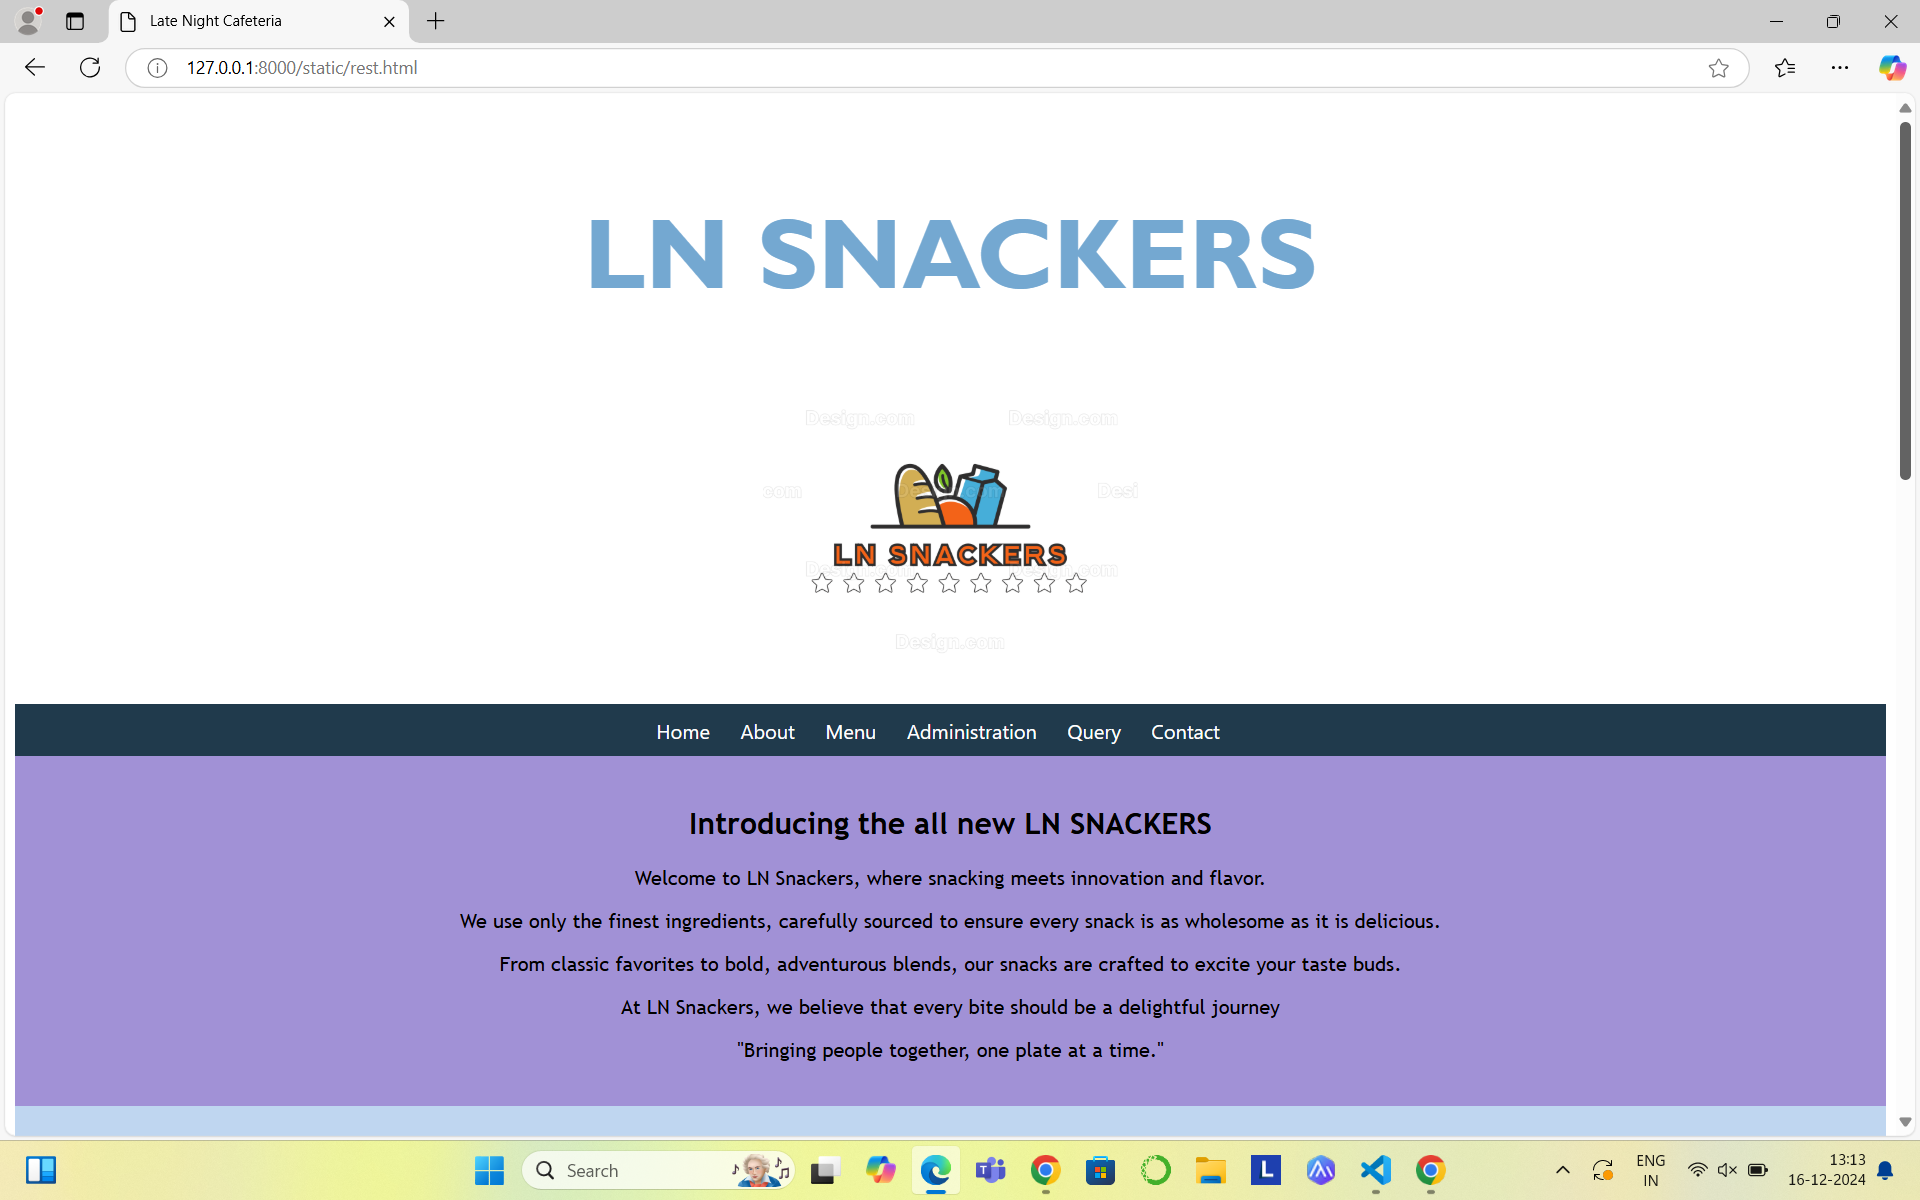 Late Night Cafeteria
127.0.0.1:8000/static/rest.html
LN SNACKERS
Design.com Design.com
com Design.com Desi
LN SNACKERS
Design.com
Home About Menu Administration Query Contact
Introducing the all new LN SNACKERS
Welcome to LN Snackers, where snacking meets innovation and flavor.
We use only the finest ingredients, carefully sourced to ensure every snack is as wholesome as it is delicious.
From classic favorites to bold, adventurous blends, our snacks are crafted to excite your taste buds.
At LN Snackers, we believe that every bite should be a delightful journey
"Bringing people together, one plate at a time."
Search
ENG
IN
13:13
16-12-2024